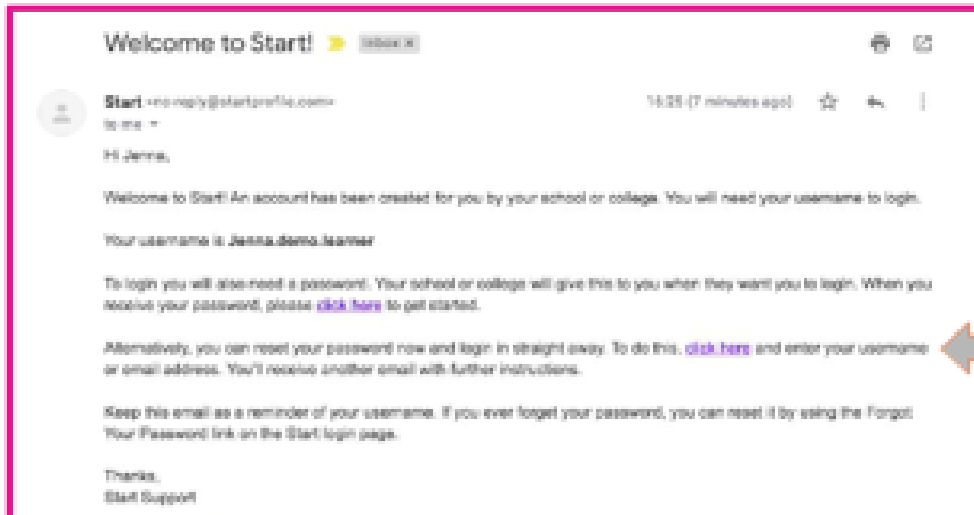 Welcome to Start! Inbox x
Start <no-reply@startprofile.com> 16:25 (7 minutes ago)
to me
Hi Jenna,
Welcome to Start! An account has been created for you by your school or college. You will need your username to login.
Your username is Jenna.demo.learner
To login you will also need a password. Your school or college will give this to you when they want you to login. When you
receive your password, please click here to get started.
Alternatively, you can reset your password now and login in straight away. To do this, click here and enter your username
or email address. You'll receive another email with further instructions.
Keep this email as a reminder of your username. If you ever forget your password, you can reset it by using the Forgot
Your Password link on the Start login page.
Thanks,
Start Support